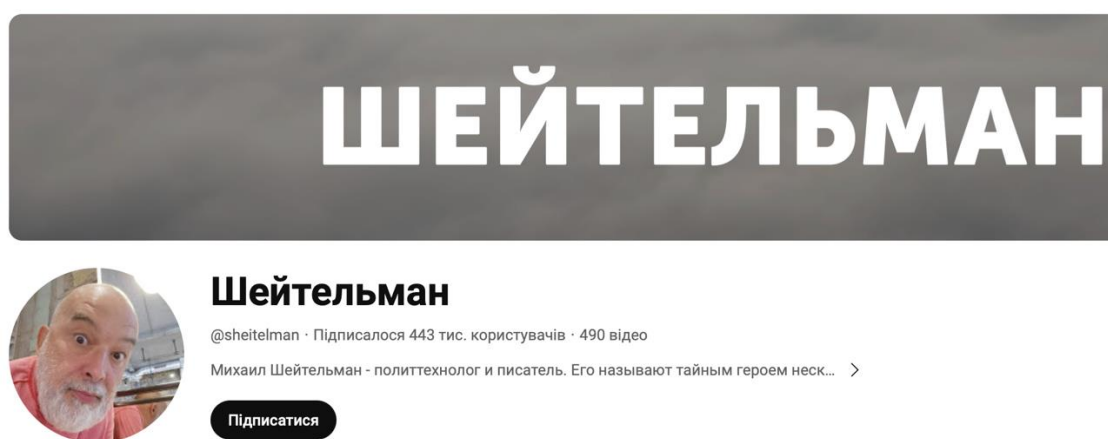 ШЕЙТЕЛЬМАН
Шейтельман
@sheitelman · Підписалося 443 тис. користувачів · 490 відео
Михаил Шейтельман - политтехнолог и писатель. Его называют тайным героем неск...
Підписатися